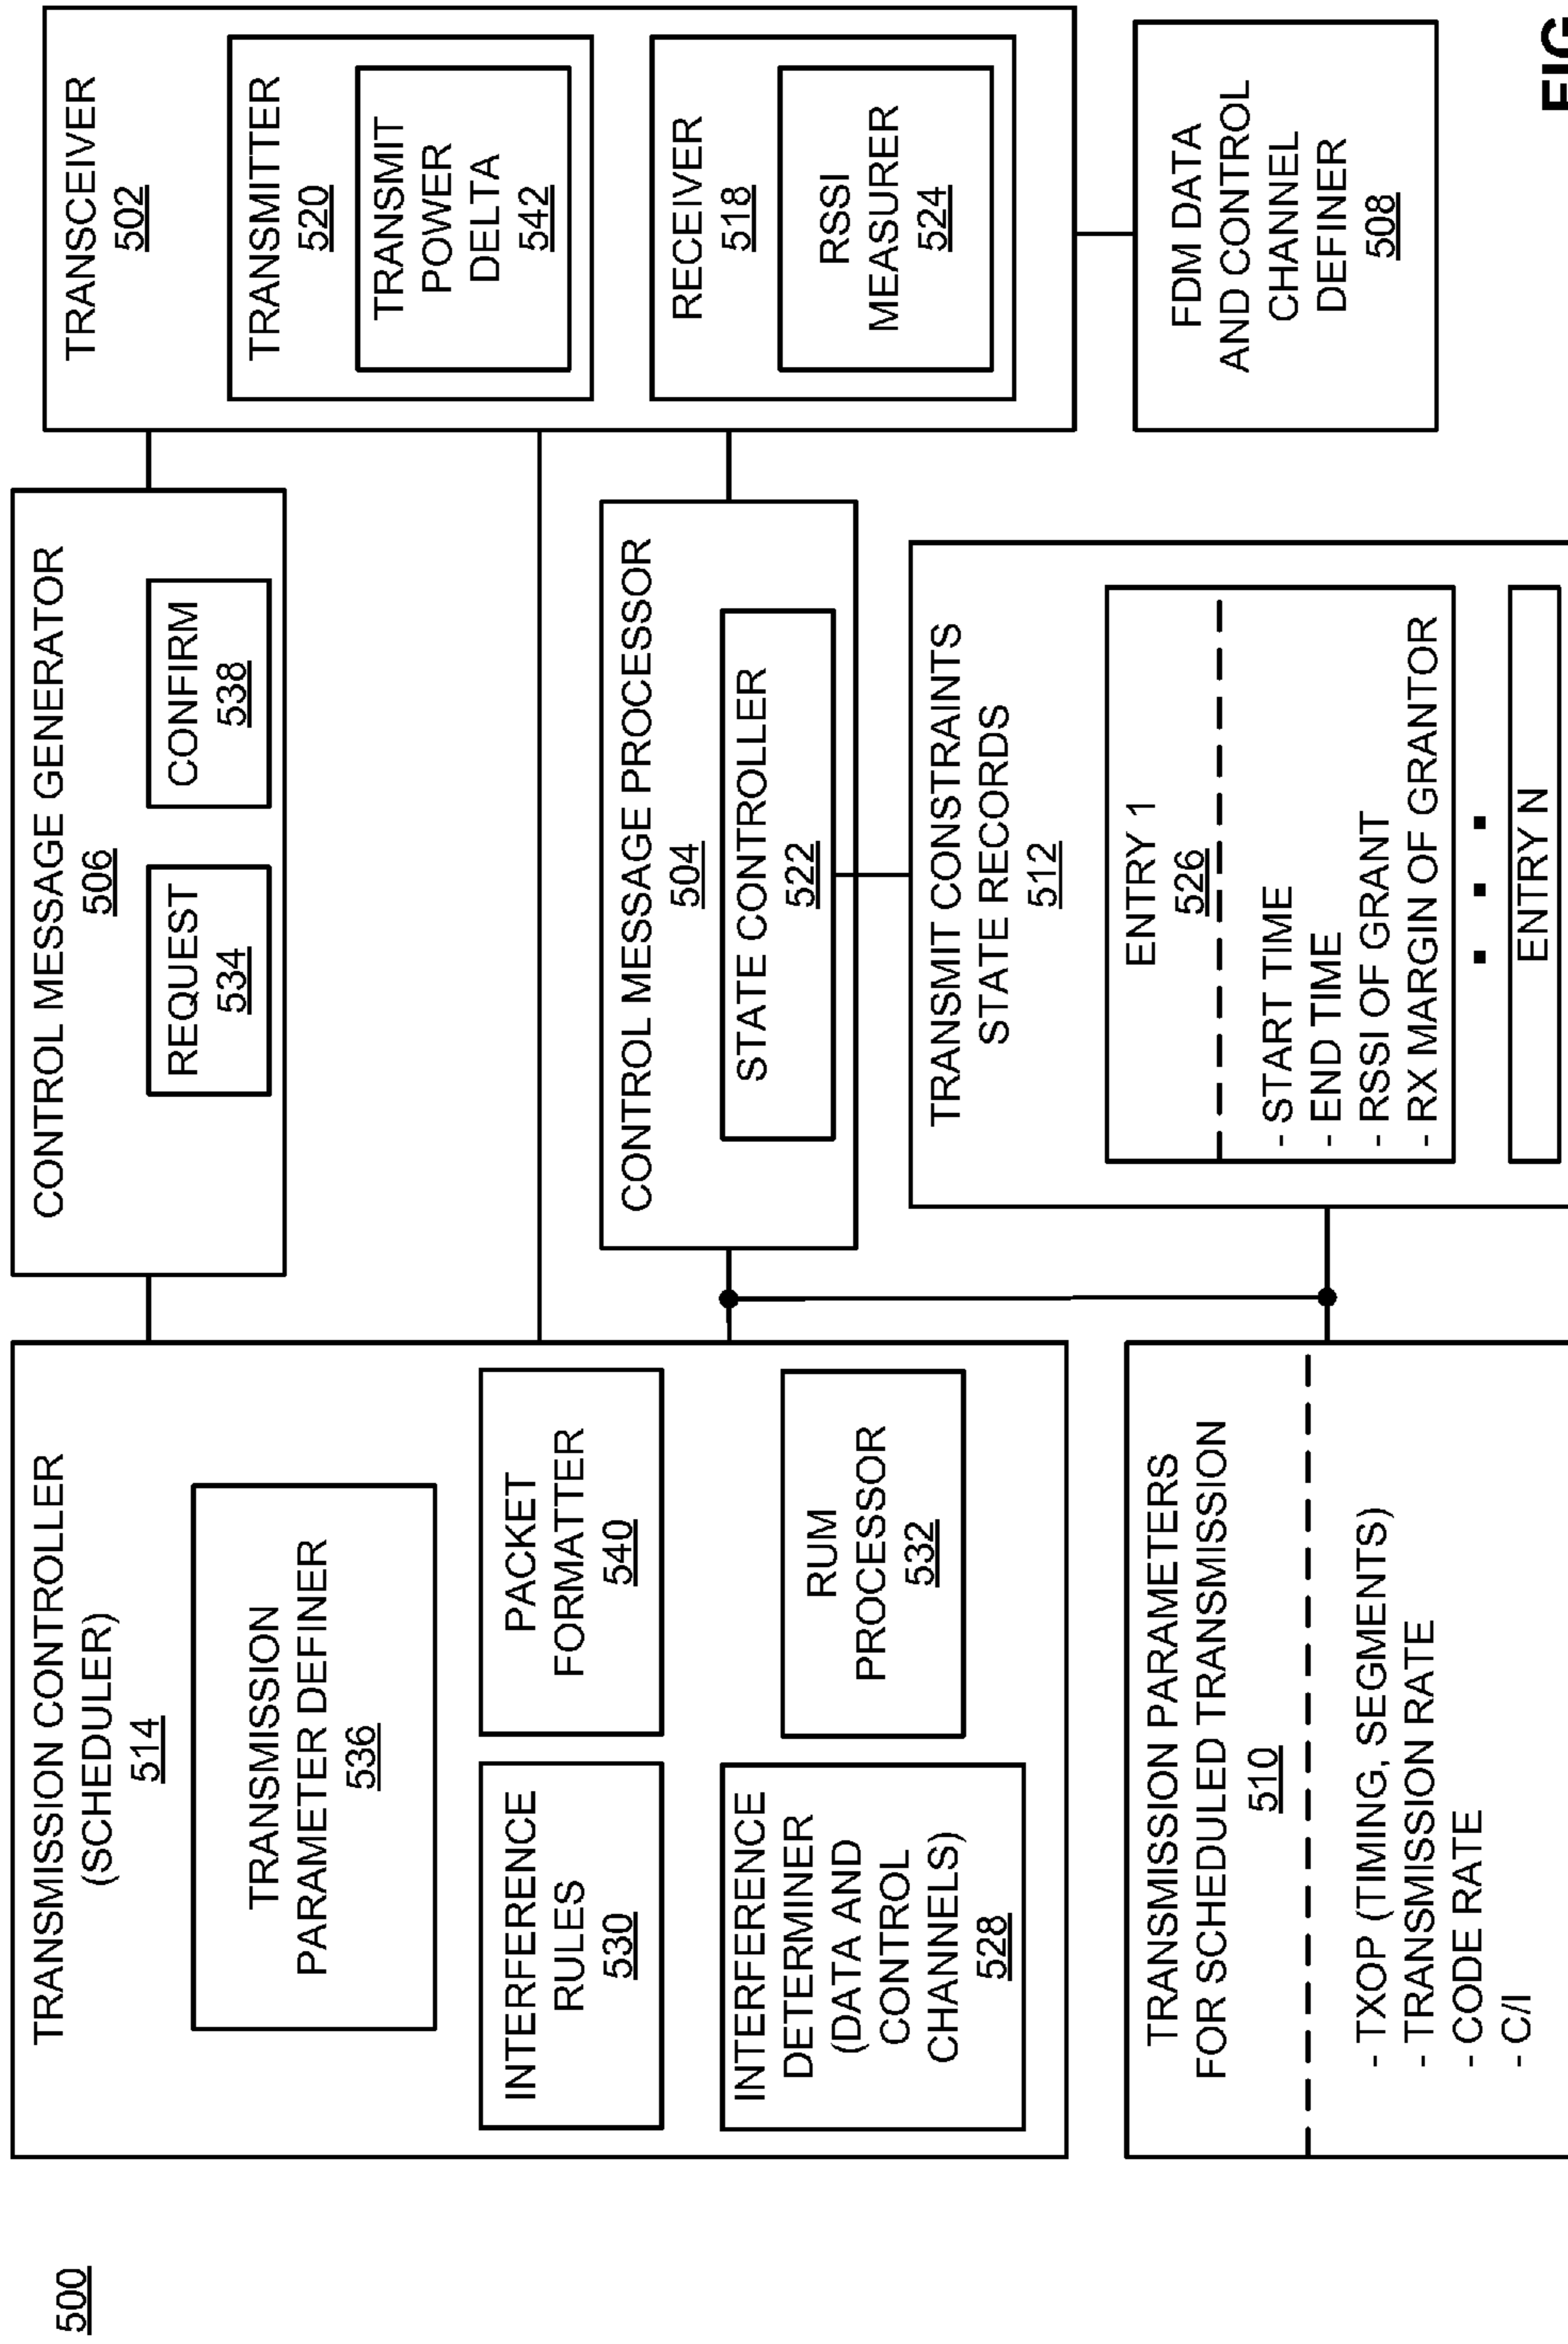 500
TRANSMISSION CONTROLLER
(SCHEDULER)
514
TRANSMISSION
PARAMETER DEFINER
536
INTERFERENCE
RULES
530
PACKET
FORMATTER
540
INTERFERENCE
DETERMINER
(DATA AND
CONTROL
CHANNELS)
528
RUM
PROCESSOR
532
TRANSMISSION PARAMETERS
FOR SCHEDULED TRANSMISSION
510
- TXOP (TIMING, SEGMENTS)
- TRANSMISSION RATE
- CODE RATE
- C/I
CONTROL MESSAGE GENERATOR
506
REQUEST
534
CONFIRM
538
CONTROL MESSAGE PROCESSOR
504
STATE CONTROLLER
522
TRANSMIT CONSTRAINTS
STATE RECORDS
512
ENTRY 1
526
- START TIME
- END TIME
- RSSI OF GRANT
- RX MARGIN OF GRANTOR
. . .
ENTRY N
TRANSCEIVER
502
TRANSMITTER
520
TRANSMIT
POWER
DELTA
542
RECEIVER
518
RSSI
MEASURER
524
FDM DATA
AND CONTROL
CHANNEL
DEFINER
508
FIG